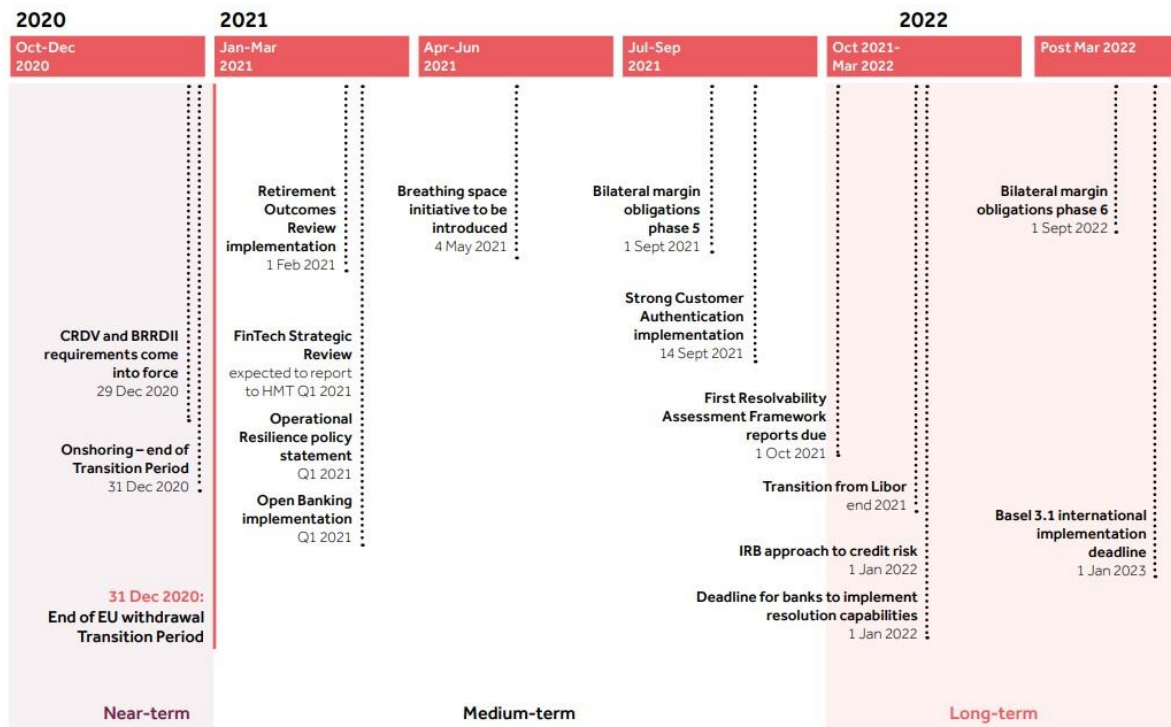 2020
2021
2022
Oct-Dec
2020
Jan-Mar
2021
Apr-Jun
2021
Jul-Sep
2021
Oct 2021-
Mar 2022
Post Mar 2022
CRDV and BRRDII
requirements come
into force
29 Dec 2020
Onshoring – end of
Transition Period
31 Dec 2020
31 Dec 2020:
End of EU withdrawal
Transition Period
Retirement
Outcomes
Review
implementation
1 Feb 2021
FinTech Strategic
Review
expected to report
to HMT Q1 2021
Operational
Resilience policy
statement
Q1 2021
Open Banking
implementation
Q1 2021
Breathing space
initiative to be
introduced
4 May 2021
Bilateral margin
obligations
phase 5
1 Sept 2021
Strong Customer
Authentication
implementation
14 Sept 2021
First Resolvability
Assessment Framework
reports due
1 Oct 2021
Transition from Libor
end 2021
IRB approach to credit risk
1 Jan 2022
Deadline for banks to implement
resolution capabilities
1 Jan 2022
Bilateral margin
obligations phase 6
1 Sept 2022
Basel 3.1 international
implementation
deadline
1 Jan 2023
Near-term
Medium-term
Long-term